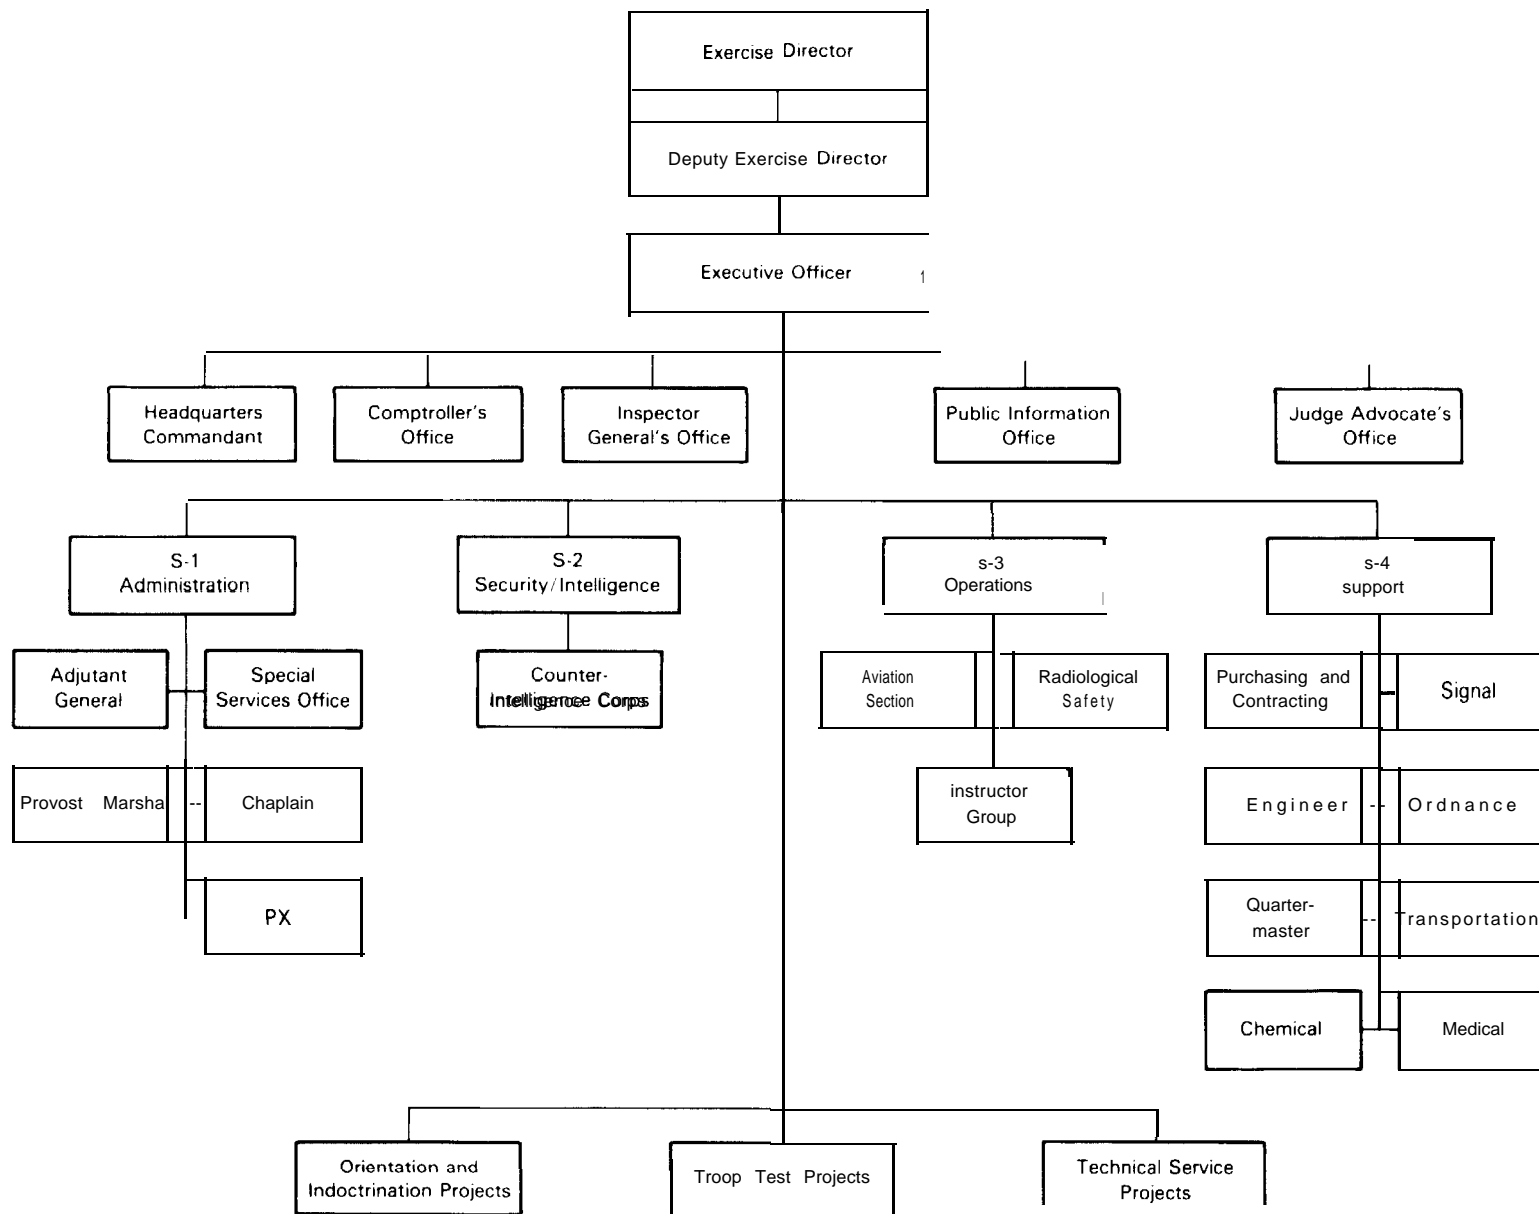 Exercise Director
Deputy Exercise Director
Executive Officer
Headquarters
Commandant
Comptroller's
Office
Inspector
General's Office
Public Information
Office
Judge Advocate's
Office
S-1
Administration
S-2
Security/Intelligence
s-3
Operations
s-4
support
Adjutant
General
Special
Services Office
Counter-
Intelligence Corps
Aviation
Section
Radiological
Safety
Purchasing and
Contracting
Signal
Provost Marsha
Chaplain
instructor
Group
Engineer
Ordnance
PX
Quarter-
master
Transportation
Chemical
Medical
Orientation and
Indoctrination Projects
Troop Test Projects
Technical Service
Projects